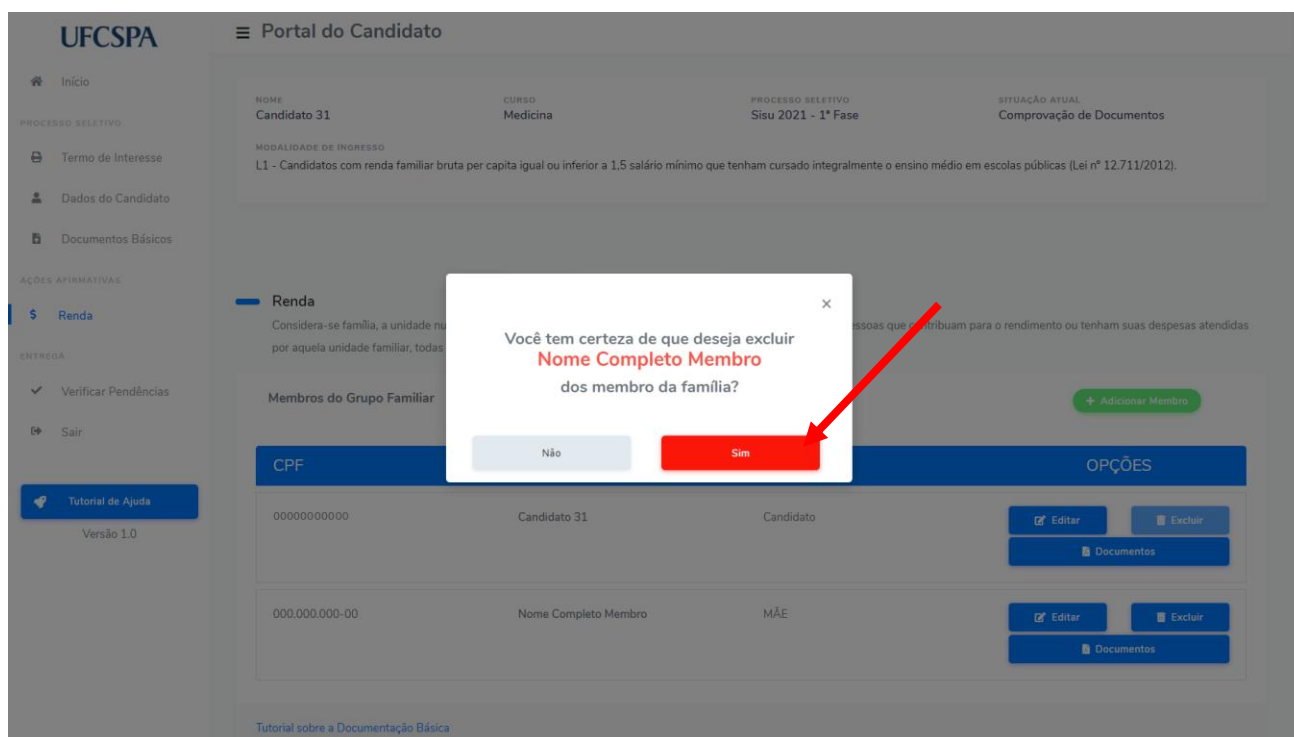 UFCSPA
Portal do Candidato
Início
PROCESSO SELETIVO
Termo de Interesse
Dados do Candidato
Documentos Básicos
AÇÕES AFIRMATIVAS
Renda
ENTREGA
Verificar Pendências
Sair
Tutorial de Ajuda
Versão 1.0
NOME
CURSO
PROCESSO SELETIVO
SITUAÇÃO ATUAL
Candidato 31
Medicina
Sisu 2021 - 1ª Fase
Comprovação de Documentos
MODALIDADE DE INGRESSO
L1 - Candidatos com renda familiar bruta per capita igual ou inferior a 1,5 salário mínimo que tenham cursado integralmente o ensino médio em escolas públicas (Lei nº 12.711/2012).
Renda
Considera-se família, a unidade para o rendimento ou tenham suas despesas atendidas
por aquela unidade familiar, todas
×
Você tem certeza de que deseja excluir
Nome Completo Membro
dos membro da família?
Não
Sim
Membros do Grupo Familiar
+ Adicionar Membro
CPF
OPÇÕES
00000000000
Candidato 31
Candidato
Editar
Excluir
Documentos
000.000.000-00
Nome Completo Membro
MÃE
Editar
Excluir
Documentos
Tutorial sobre a Documentação Básica